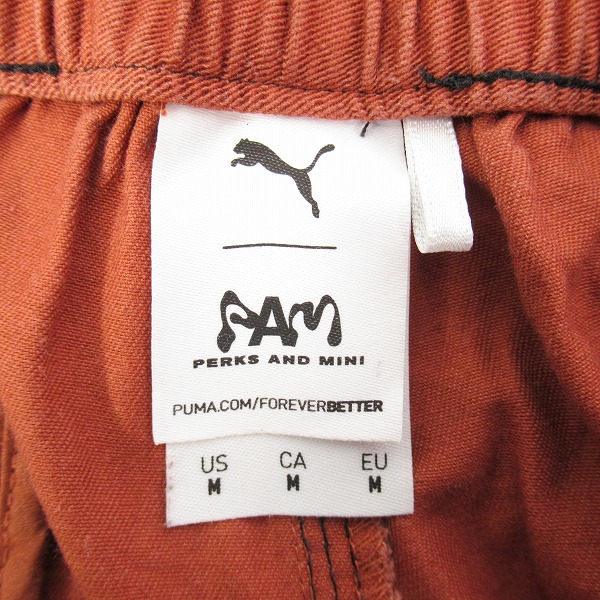 PAM
PERKS AND MINI
PUMA.COM/FOREVERBETTER
US CA EU
M M M